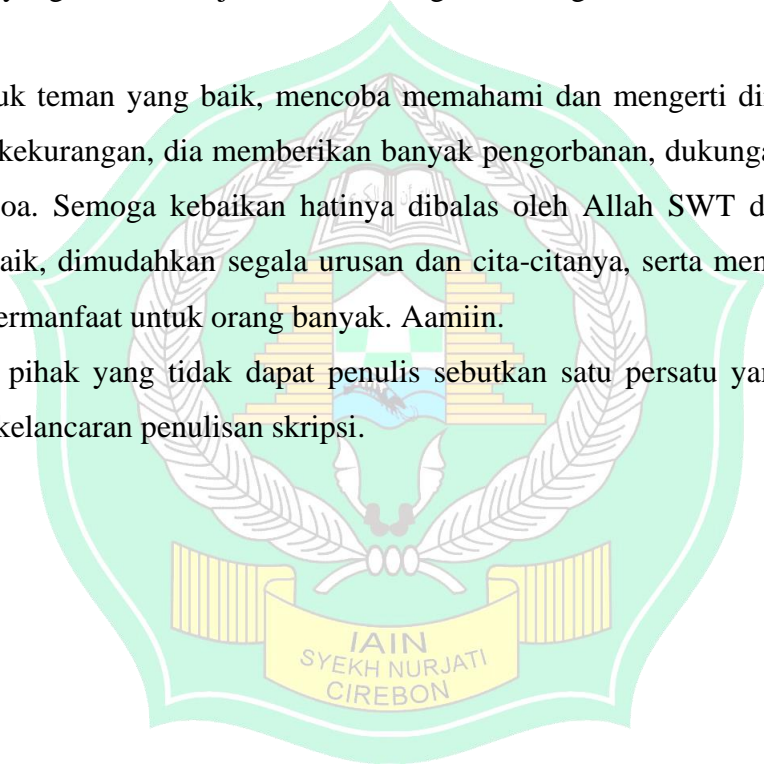 uk teman yang baik, mencoba memahami dan mengerti di
kekurangan, dia memberikan banyak pengorbanan, dukunga
oa. Semoga kebaikan hatinya dibalas oleh Allah SWT d
aik, dimudahkan segala urusan dan cita-citanya, serta men
ermanfaat untuk orang banyak. Aamiin.
pihak yang tidak dapat penulis sebutkan satu persatu yan
kelancaran penulisan skripsi.
IAIN
SYEKH NURJATI
CIREBON